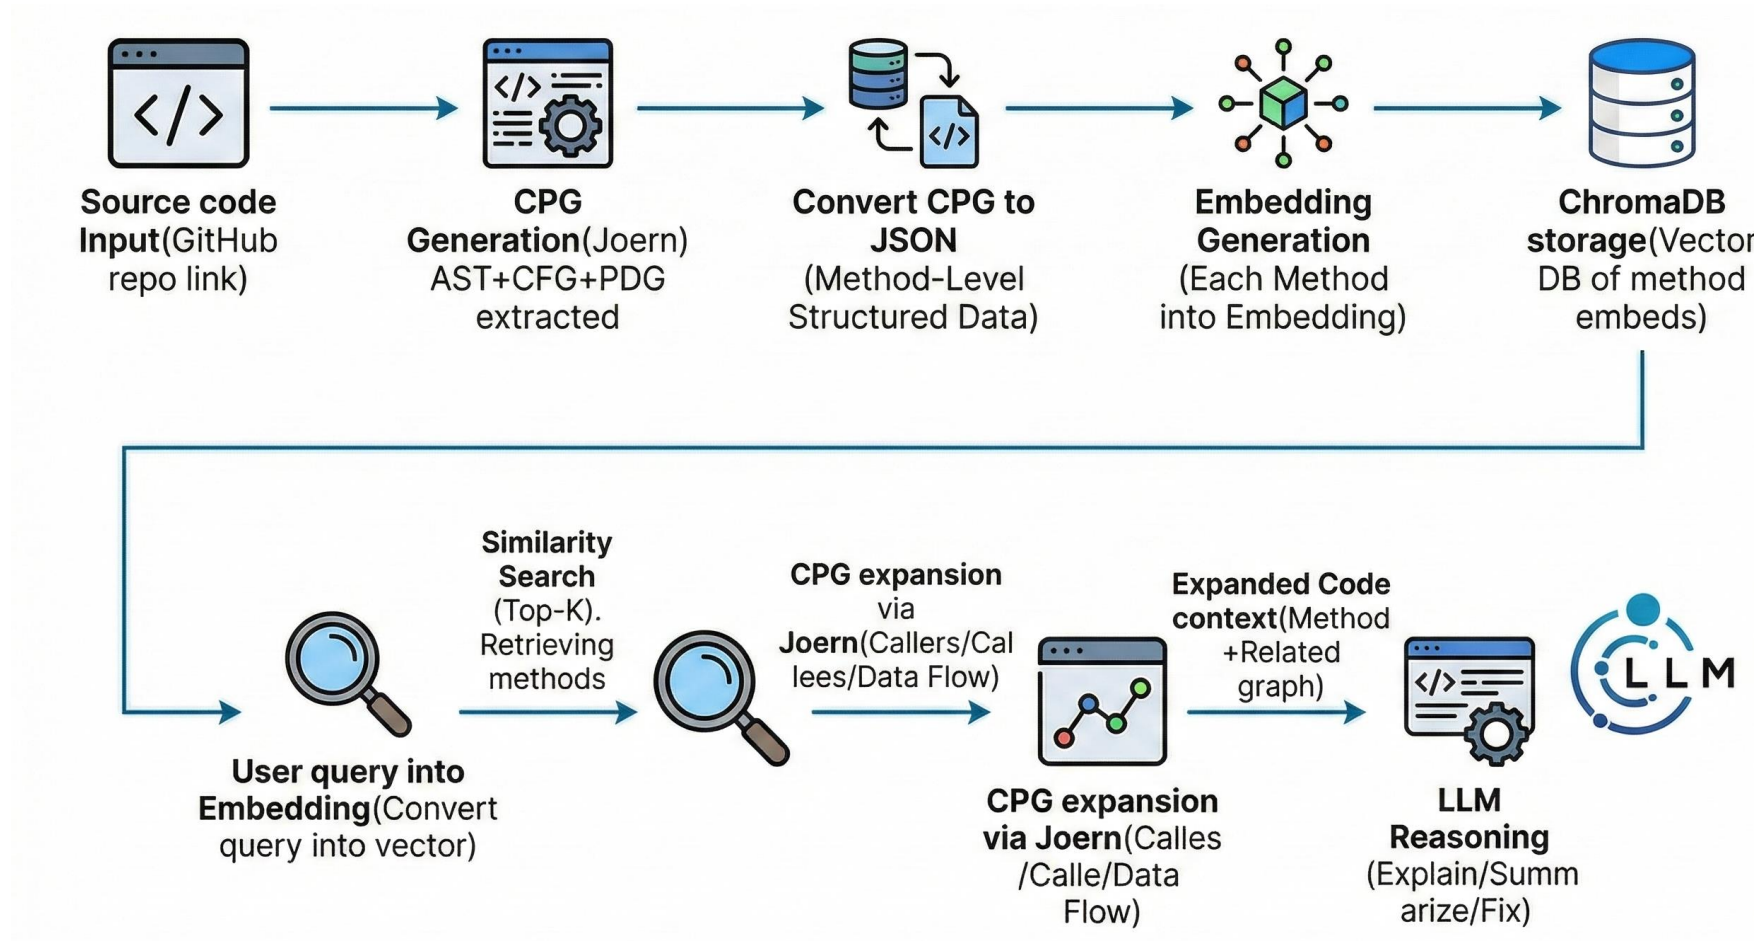 Source code
Input(GitHub
repo link)
CPG
Generation(Joern)
AST+CFG+PDG
extracted
Convert CPG to
JSON
(Method-Level
Structured Data)
Embedding
Generation
(Each Method
into Embedding)
ChromaDB
storage(Vector
DB of method
embeds)
User query into
Embedding(Convert
query into vector)
Similarity
Search
(Top-K).
Retrieving
methods
CPG expansion
via
Joern(Callers/Cal
lees/Data Flow)
CPG expansion
via Joern(Calles
/Calle/Data
Flow)
Expanded Code
context(Method
+Related
graph)
LLM
Reasoning
(Explain/Summ
arize/Fix)
LLM